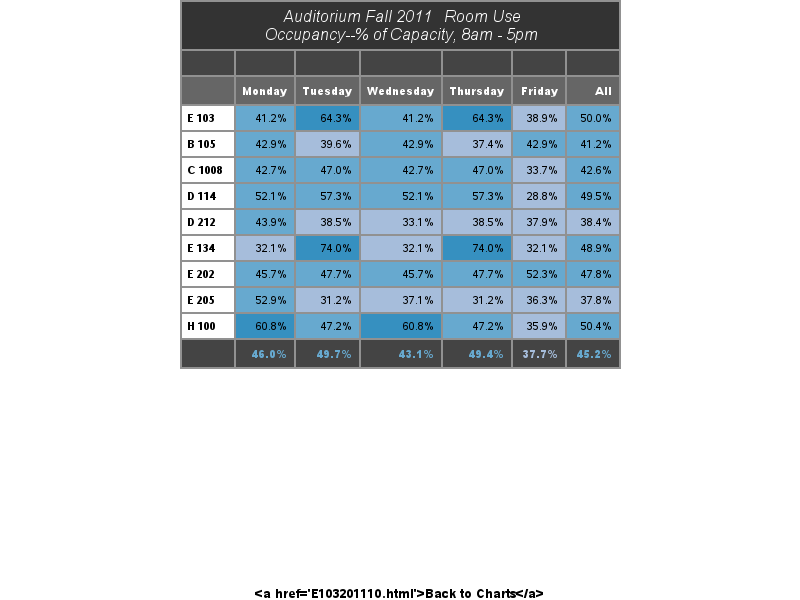 Auditorium Fall 2011 Room Use
Occupancy--% of Capacity, 8am - 5pm
Monday Tuesday Wednesday Thursday Friday All
E 103 41.2% 64.3% 41.2% 64.3% 38.9% 50.0%
B 105 42.9% 39.6% 42.9% 37.4% 42.9% 41.2%
C 1008 42.7% 47.0% 42.7% 47.0% 33.7% 42.6%
D 114 52.1% 57.3% 52.1% 57.3% 28.8% 49.5%
D 212 43.9% 38.5% 33.1% 38.5% 37.9% 38.4%
E 134 32.1% 74.0% 32.1% 74.0% 32.1% 48.9%
E 202 45.7% 47.7% 45.7% 47.7% 52.3% 47.8%
E 205 52.9% 31.2% 37.1% 31.2% 36.3% 37.8%
H 100 60.8% 47.2% 60.8% 47.2% 35.9% 50.4%
46.0% 49.7% 43.1% 49.4% 37.7% 45.2%
&lt;a href='E103201110.html'&gt;Back to Charts&lt;/a&gt;